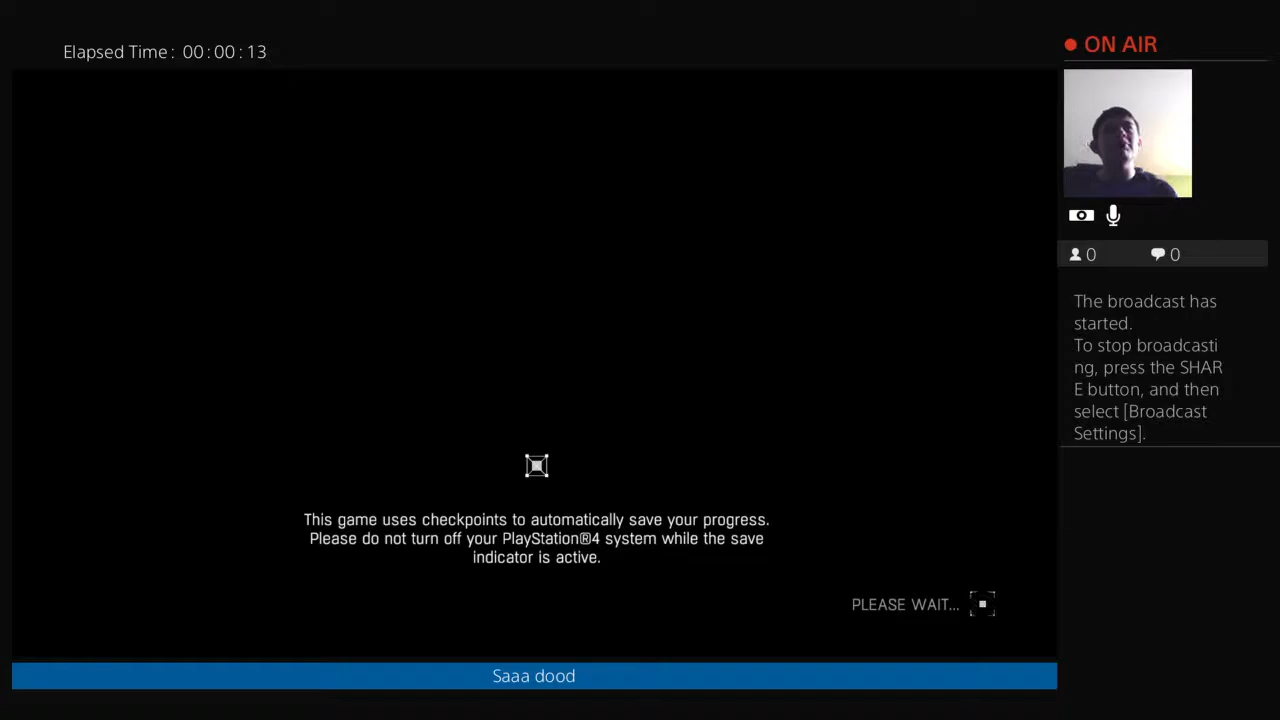 Elapsed Time: 00:00:13
ON AIR
0 0
The broadcast has
started.
To stop broadcasti
ng, press the SHAR
E button, and then
select [Broadcast
Settings].
This game uses checkpoints to automatically save your progress.
Please do not turn off your PlayStation®4 system while the save
indicator is active.
PLEASE WAIT...
Saaa dood